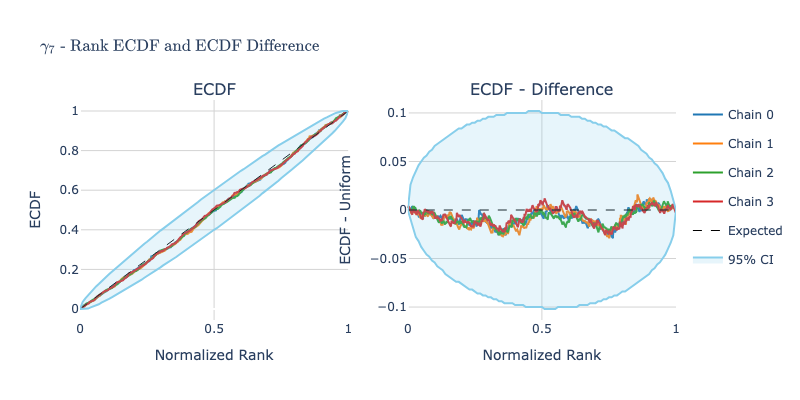 γ₇ - Rank ECDF and ECDF Difference
ECDF
ECDF - Difference
ECDF
1
0.8
0.6
0.4
0.2
0
0
0.5
1
Normalized Rank
ECDF - Uniform
0.1
0.05
0
−0.05
−0.1
0
0.5
1
Normalized Rank
Chain 0
Chain 1
Chain 2
Chain 3
Expected
95% CI